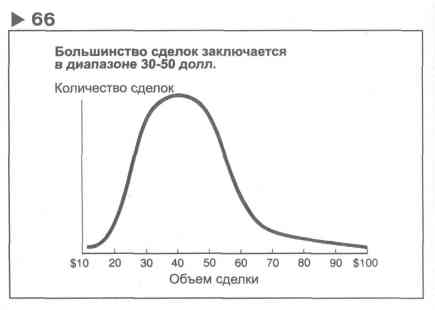 ▶ 66
Большинство сделок заключается
в диапазоне 30-50 долл.
Количество сделок
$10 20 30 40 50 60 70 80 90 $100
Объем сделки